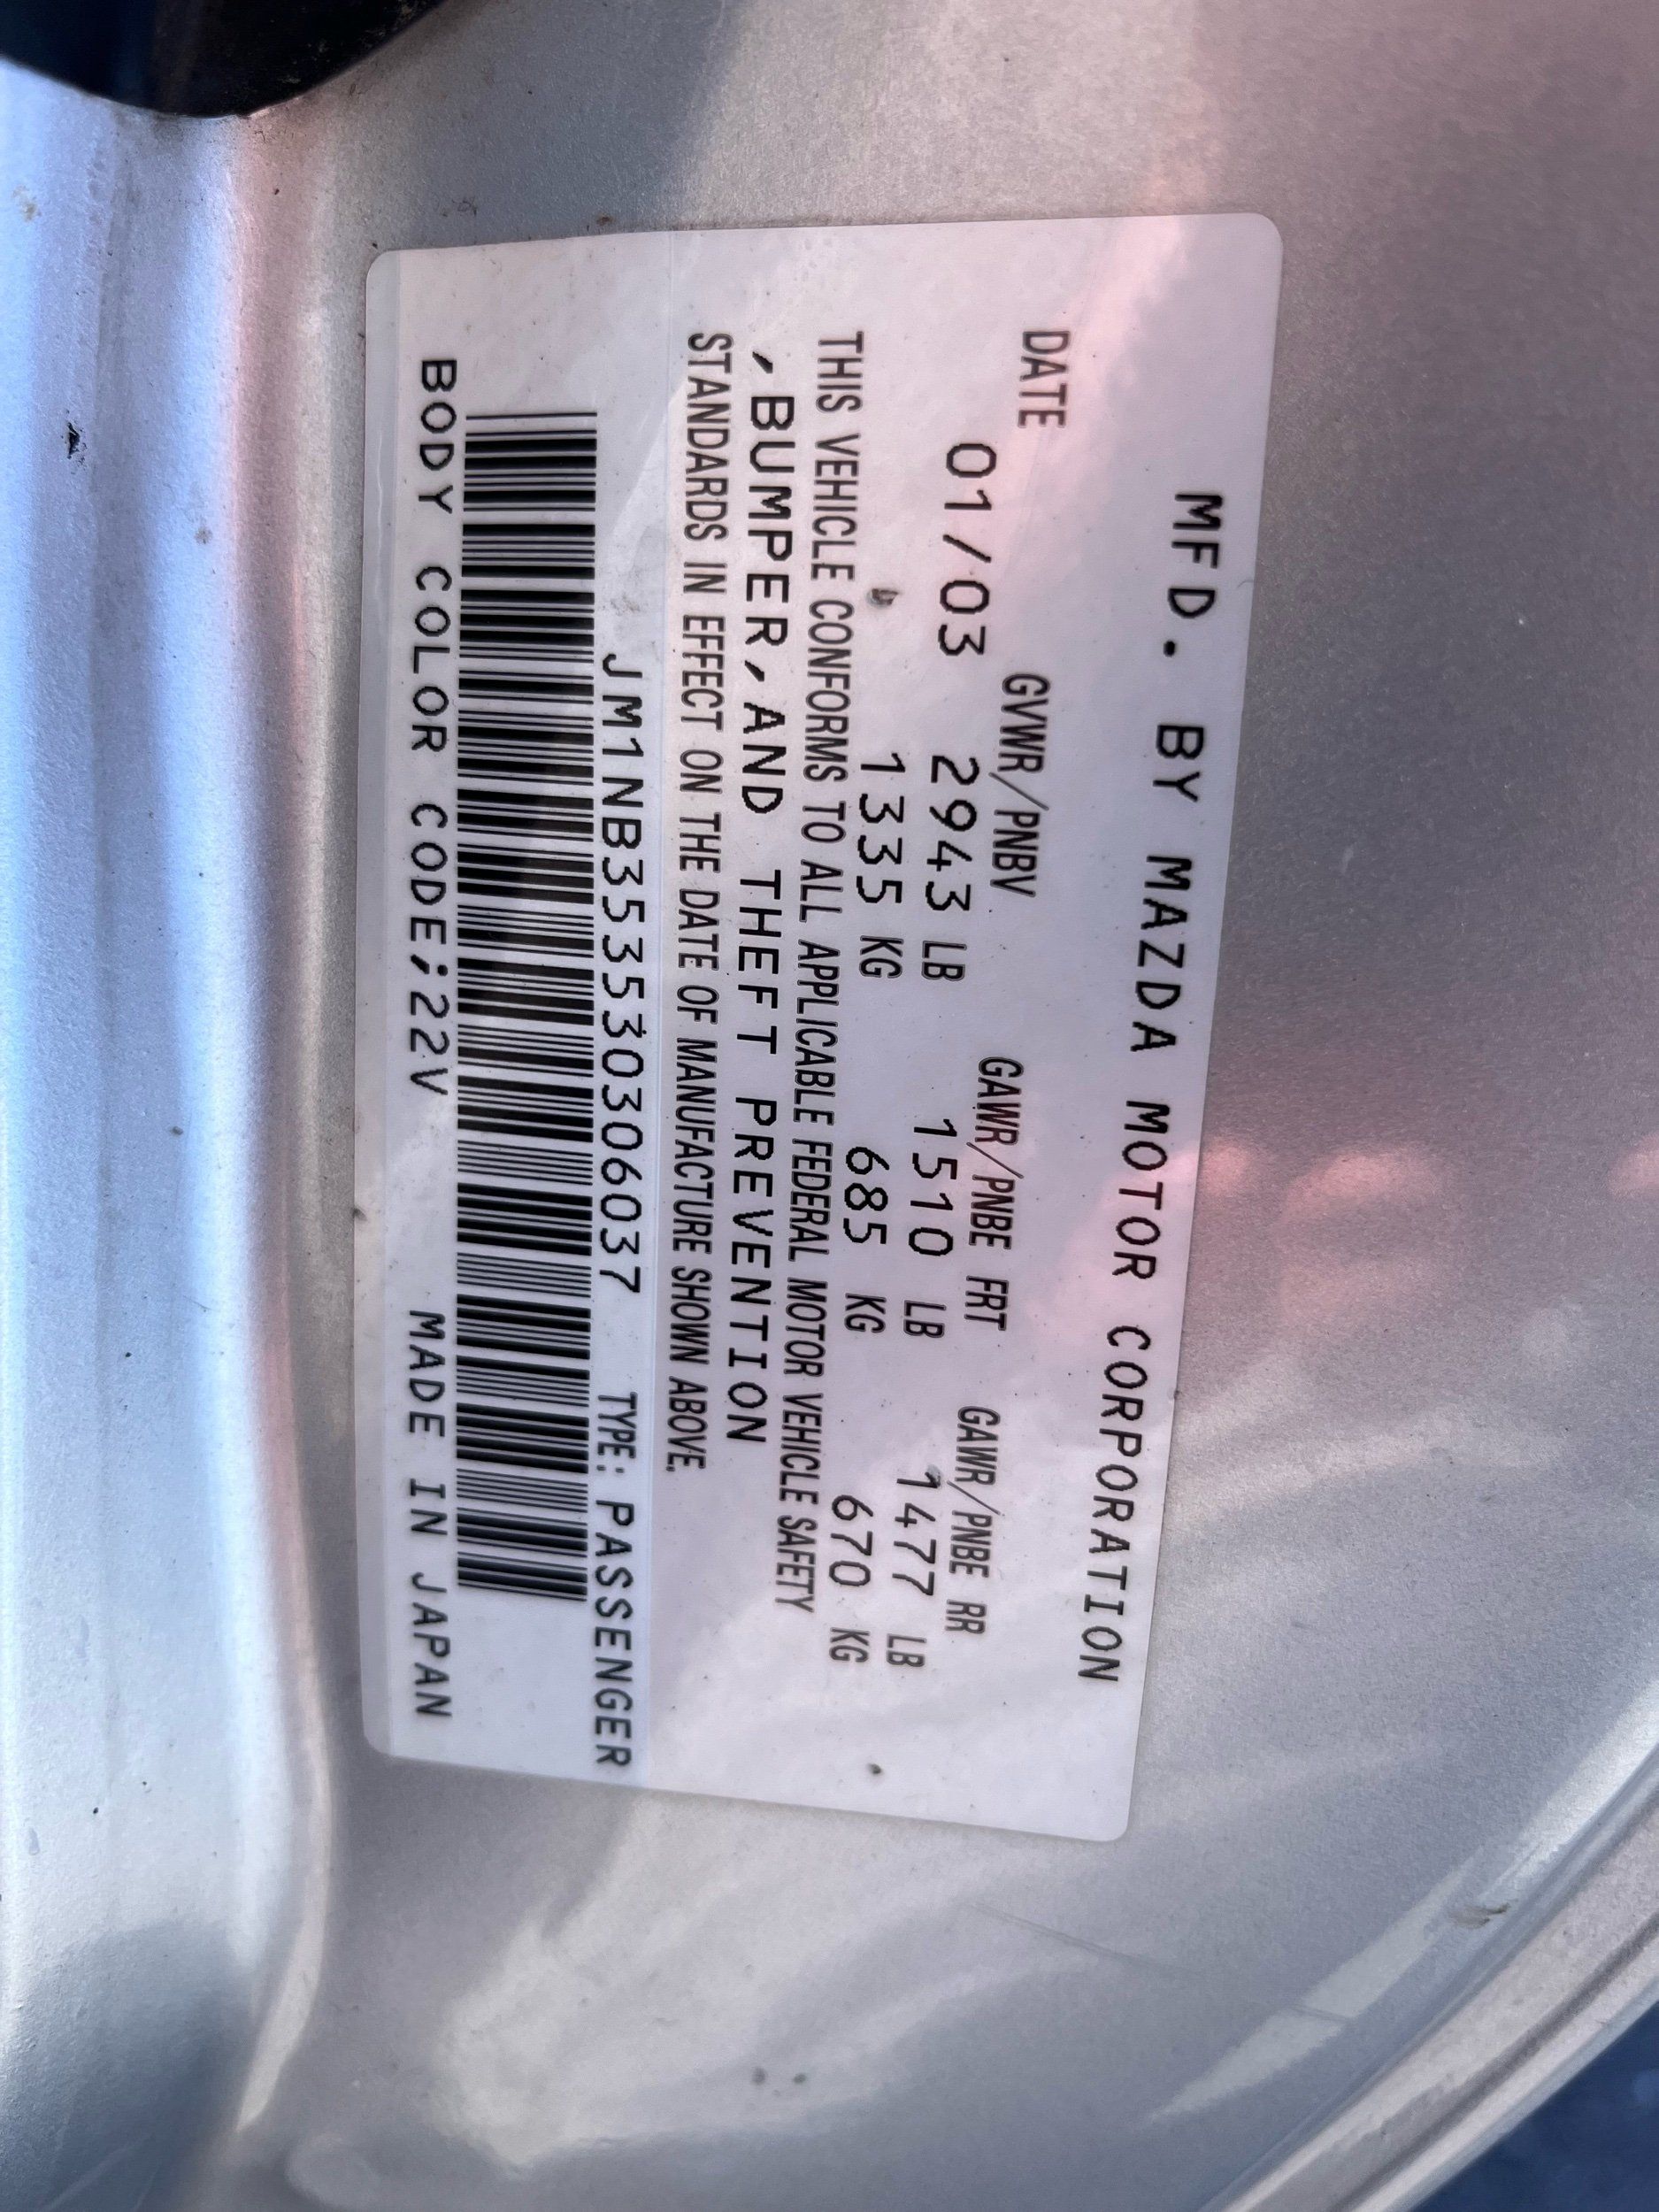 MFD. BY MAZDA MOTOR CORPORATION
DATE GVWR/PNBV GAWR/PNBE FRT GAWR/PNBE RR
01/03 2943 LB 1510 LB 1477 LB
1335 KG 685 KG 670 KG
THIS VEHICLE CONFORMS TO ALL APPLICABLE FEDERAL MOTOR VEHICLE SAFETY
,BUMPER,AND THEFT PREVENTION
STANDARDS IN EFFECT ON THE DATE OF MANUFACTURE SHOWN ABOVE.
JM1NB353530306037 TYPE: PASSENGER
BODY COLOR CODE;22V MADE IN JAPAN